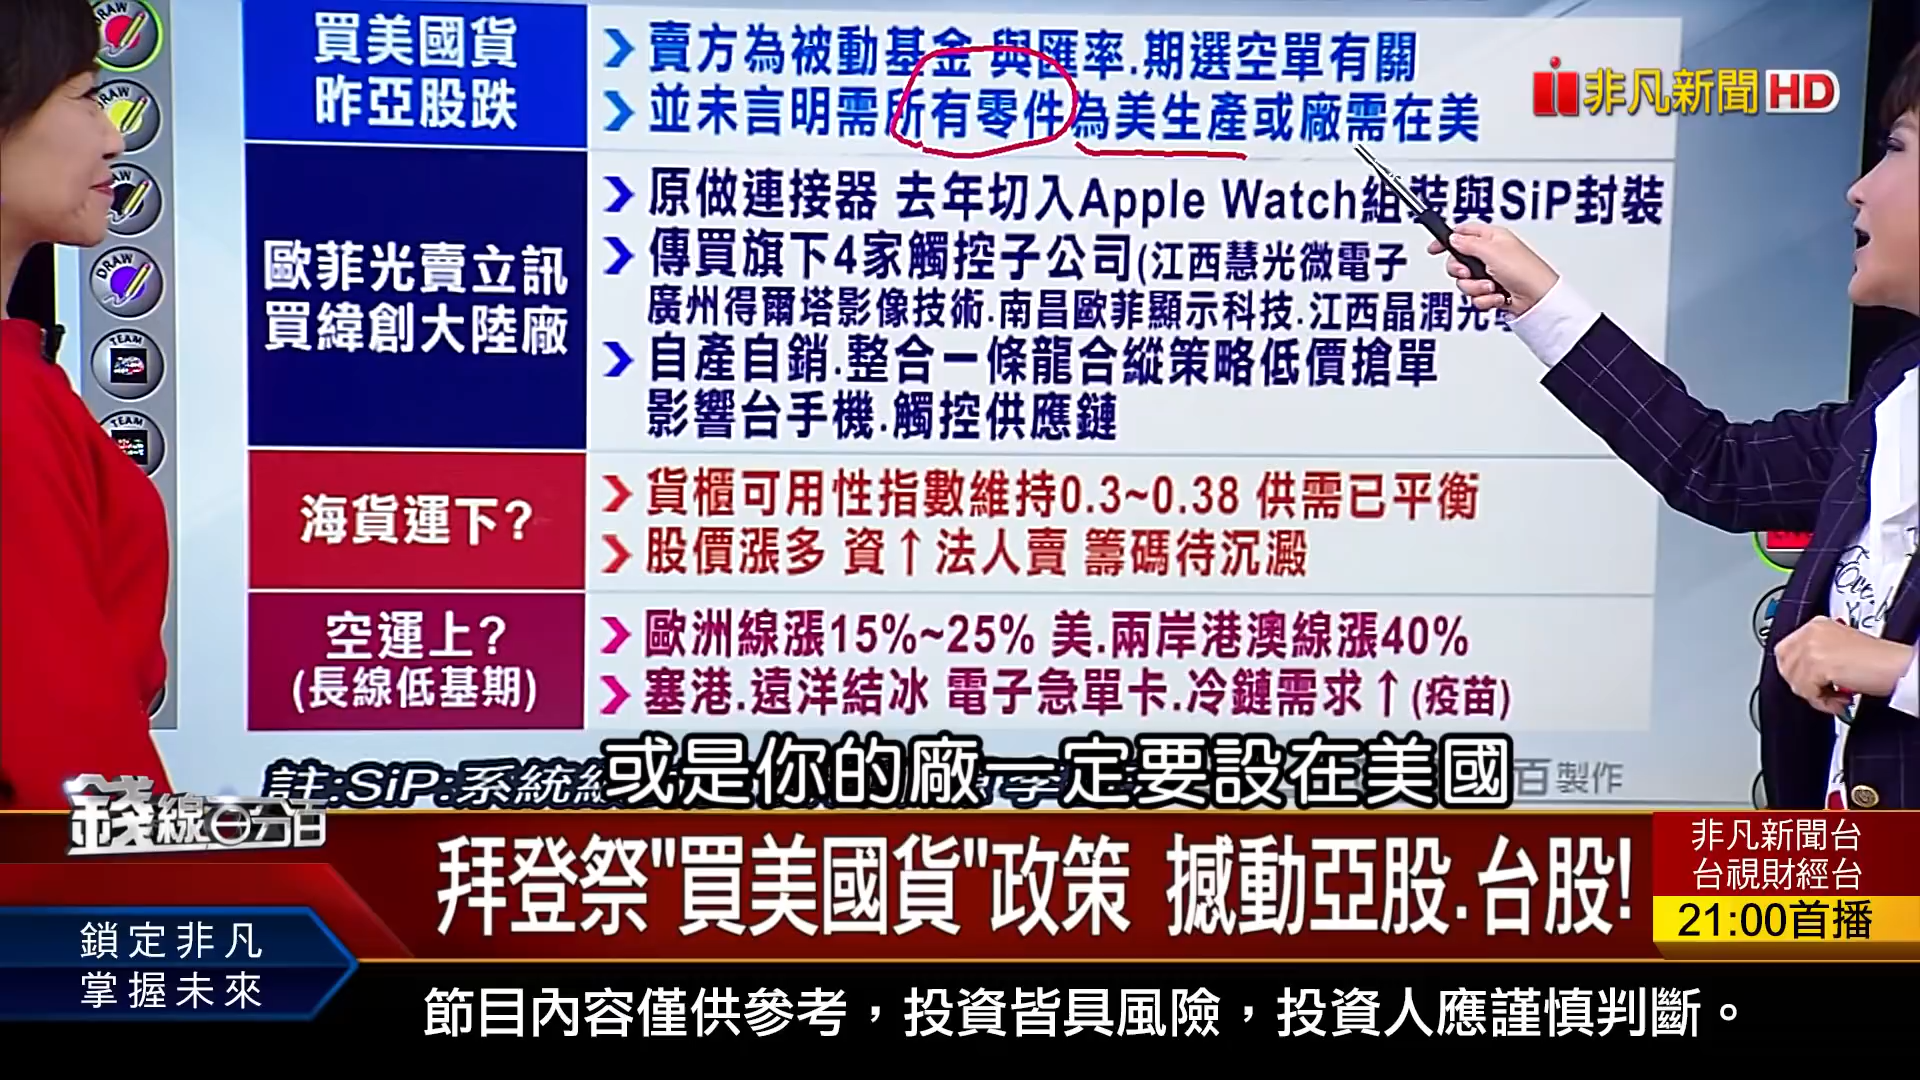 DRAW
DRAW
DRAW
TEAM
TEAM
買美國貨
昨亞股跌
賣方為被動基金 與匯率.期選空單有關
並未言明需所有零件為美生產或廠需在美
非凡新聞HD
歐菲光賣立訊
買緯創大陸廠
原做連接器 去年切入Apple Watch組裝與SiP封裝
傳買旗下4家觸控子公司(江西慧光微電子
廣州得爾塔影像技術.南昌歐菲顯示科技.江西晶潤光
自產自銷.整合一條龍合縱策略低價搶單
影響台手機.觸控供應鏈
海貨運下?
貨櫃可用性指數維持0.3~0.38 供需已平衡
股價漲多 資↑法人賣 籌碼待沉澱
空運上?
(長線低基期)
歐洲線漲15%~25% 美.兩岸港澳線漲40%
塞港.遠洋結冰 電子急單卡.冷鏈需求↑(疫苗)
註:SiP:系統
百製作
或是你的廠一定要設在美國
錢線百分百
拜登祭"買美國貨"政策 撼動亞股.台股!
非凡新聞台
台視財經台
21:00首播
鎖定非凡
掌握未來
節目內容僅供參考，投資皆具風險，投資人應謹慎判斷。